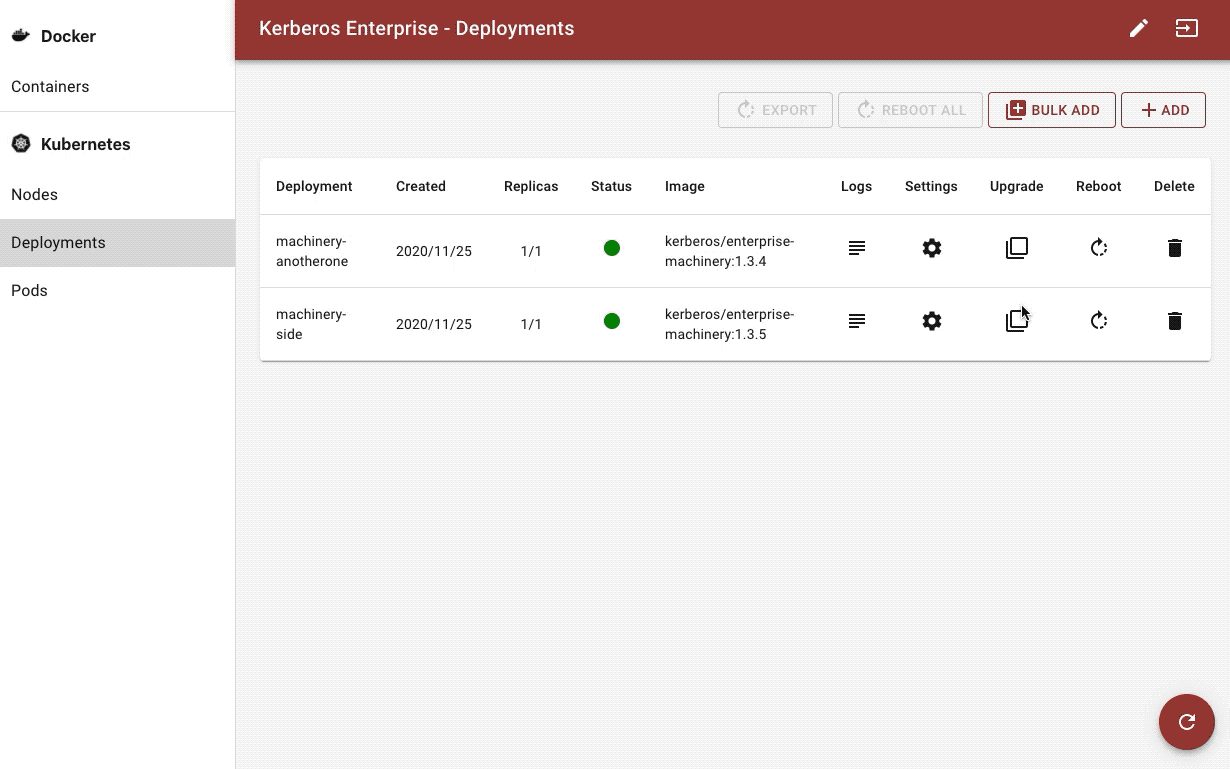 Docker
Containers
Kubernetes
Nodes
Deployments
Pods
Kerberos Enterprise - Deployments
EXPORT REBOOT ALL BULK ADD ADD
Deployment Created Replicas Status Image Logs Settings Upgrade Reboot Delete
machinery-
anotherone
2020/11/25
1/1
kerberos/enterprise-
machinery:1.3.4
machinery-
side
2020/11/25
1/1
kerberos/enterprise-
machinery:1.3.5